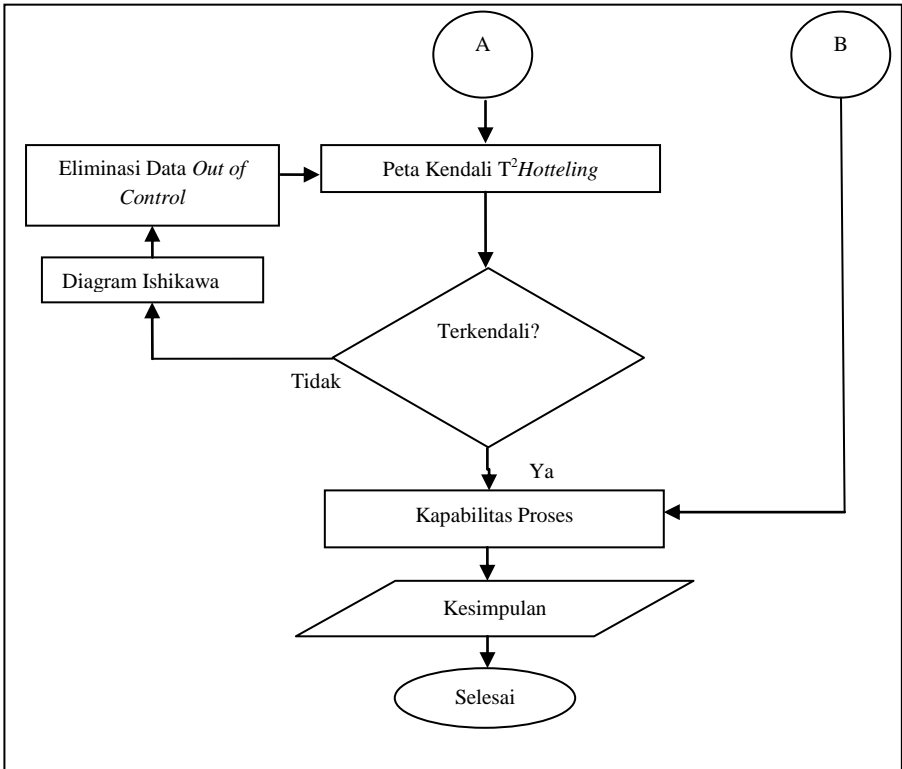 A
B
Eliminasi Data Out of
Control
Peta Kendali T²Hotteling
Diagram Ishikawa
Terkendali?
Tidak
Ya
Kapabilitas Proses
Kesimpulan
Selesai